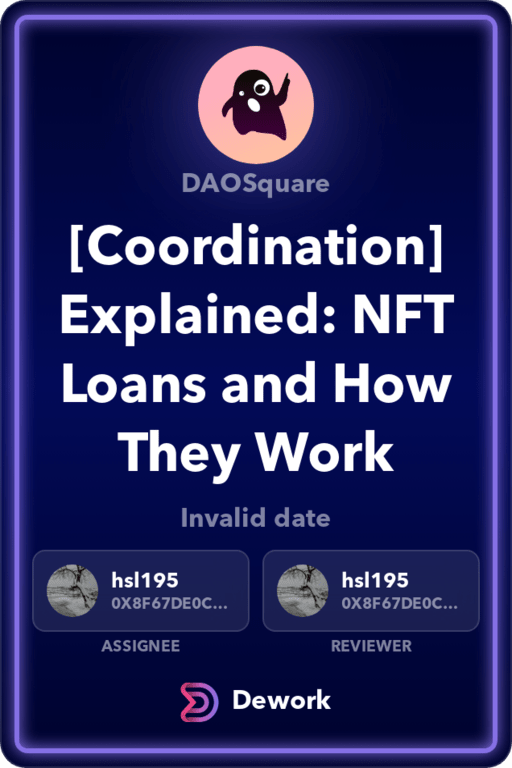 DAOSquare
[Coordination]
Explained: NFT
Loans and How
They Work
Invalid date
hsl195
0X8F67DE0C...
ASSIGNEE
hsl195
0X8F67DE0C...
REVIEWER
Dework